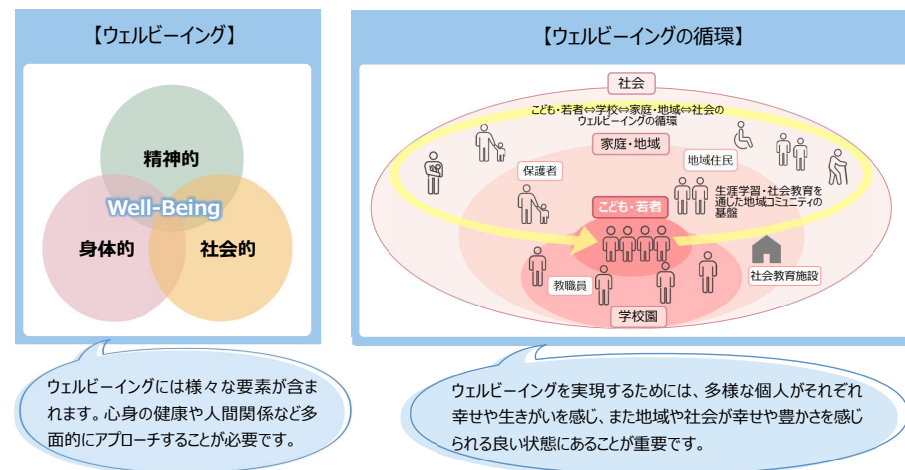 【ウェルビーイング】
精神的
Well-Being
身体的
社会的
ウェルビーイングには様々な要素が含ま
れます。心身の健康や人間関係など多
面的にアプローチすることが必要です。
【ウェルビーイングの循環】
社会
こども・若者⇔学校⇔家庭・地域⇔社会の
ウェルビーイングの循環
家庭・地域
保護者
地域住民
生涯学習・社会教育を
通した地域コミュニティの
基盤
こども・若者
教職員
社会教育施設
学校園
ウェルビーイングを実現するためには、多様な個人がそれぞれ
幸せや生きがいを感じ、また地域や社会が幸せや豊かさを感じ
られる良い状態にあることが重要です。